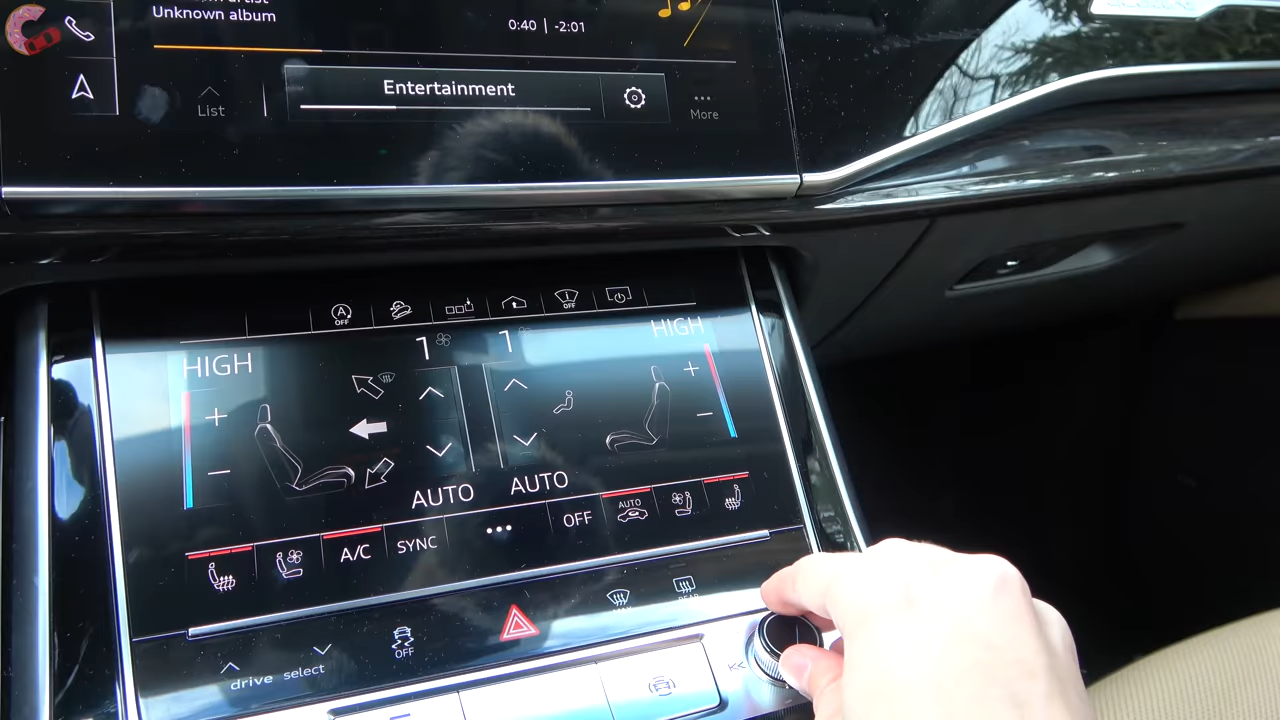 Unknown album
0:40 | -2:01
Entertainment
List
More
A
OFF
OFF
HIGH
1
1
HIGH
+
−
+
−
AUTO
AUTO
A/C
SYNC
•••
OFF
AUTO
OFF
drive select